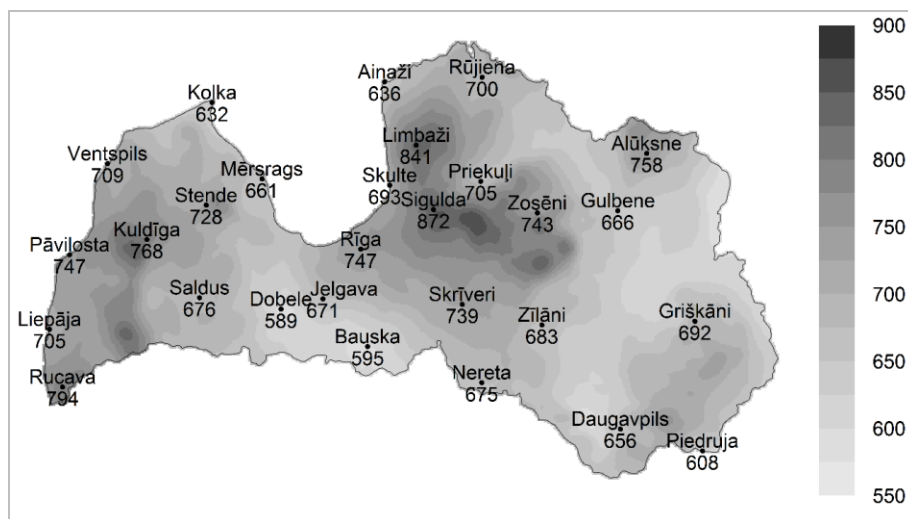 900
Ainaži
636
Rūjiena
700
Kolka
632
850
Limbaži
841
Alūksne
758
Ventspils
709
Mērsrags
661
Priekuļi
705
800
Stende
728
Skulte
693
Sigulda
872
Zosēni
743
Gulbene
666
Kuldīga
768
750
Pāvilosta
747
Rīga
747
Saldus
676
Dobele
589
Jelgava
671
Skrīveri
739
700
Zīlāni
683
Griškāni
692
Liepāja
705
Bauska
595
650
Rucava
794
Nereta
675
Daugavpils
656
600
Piedruja
608
550